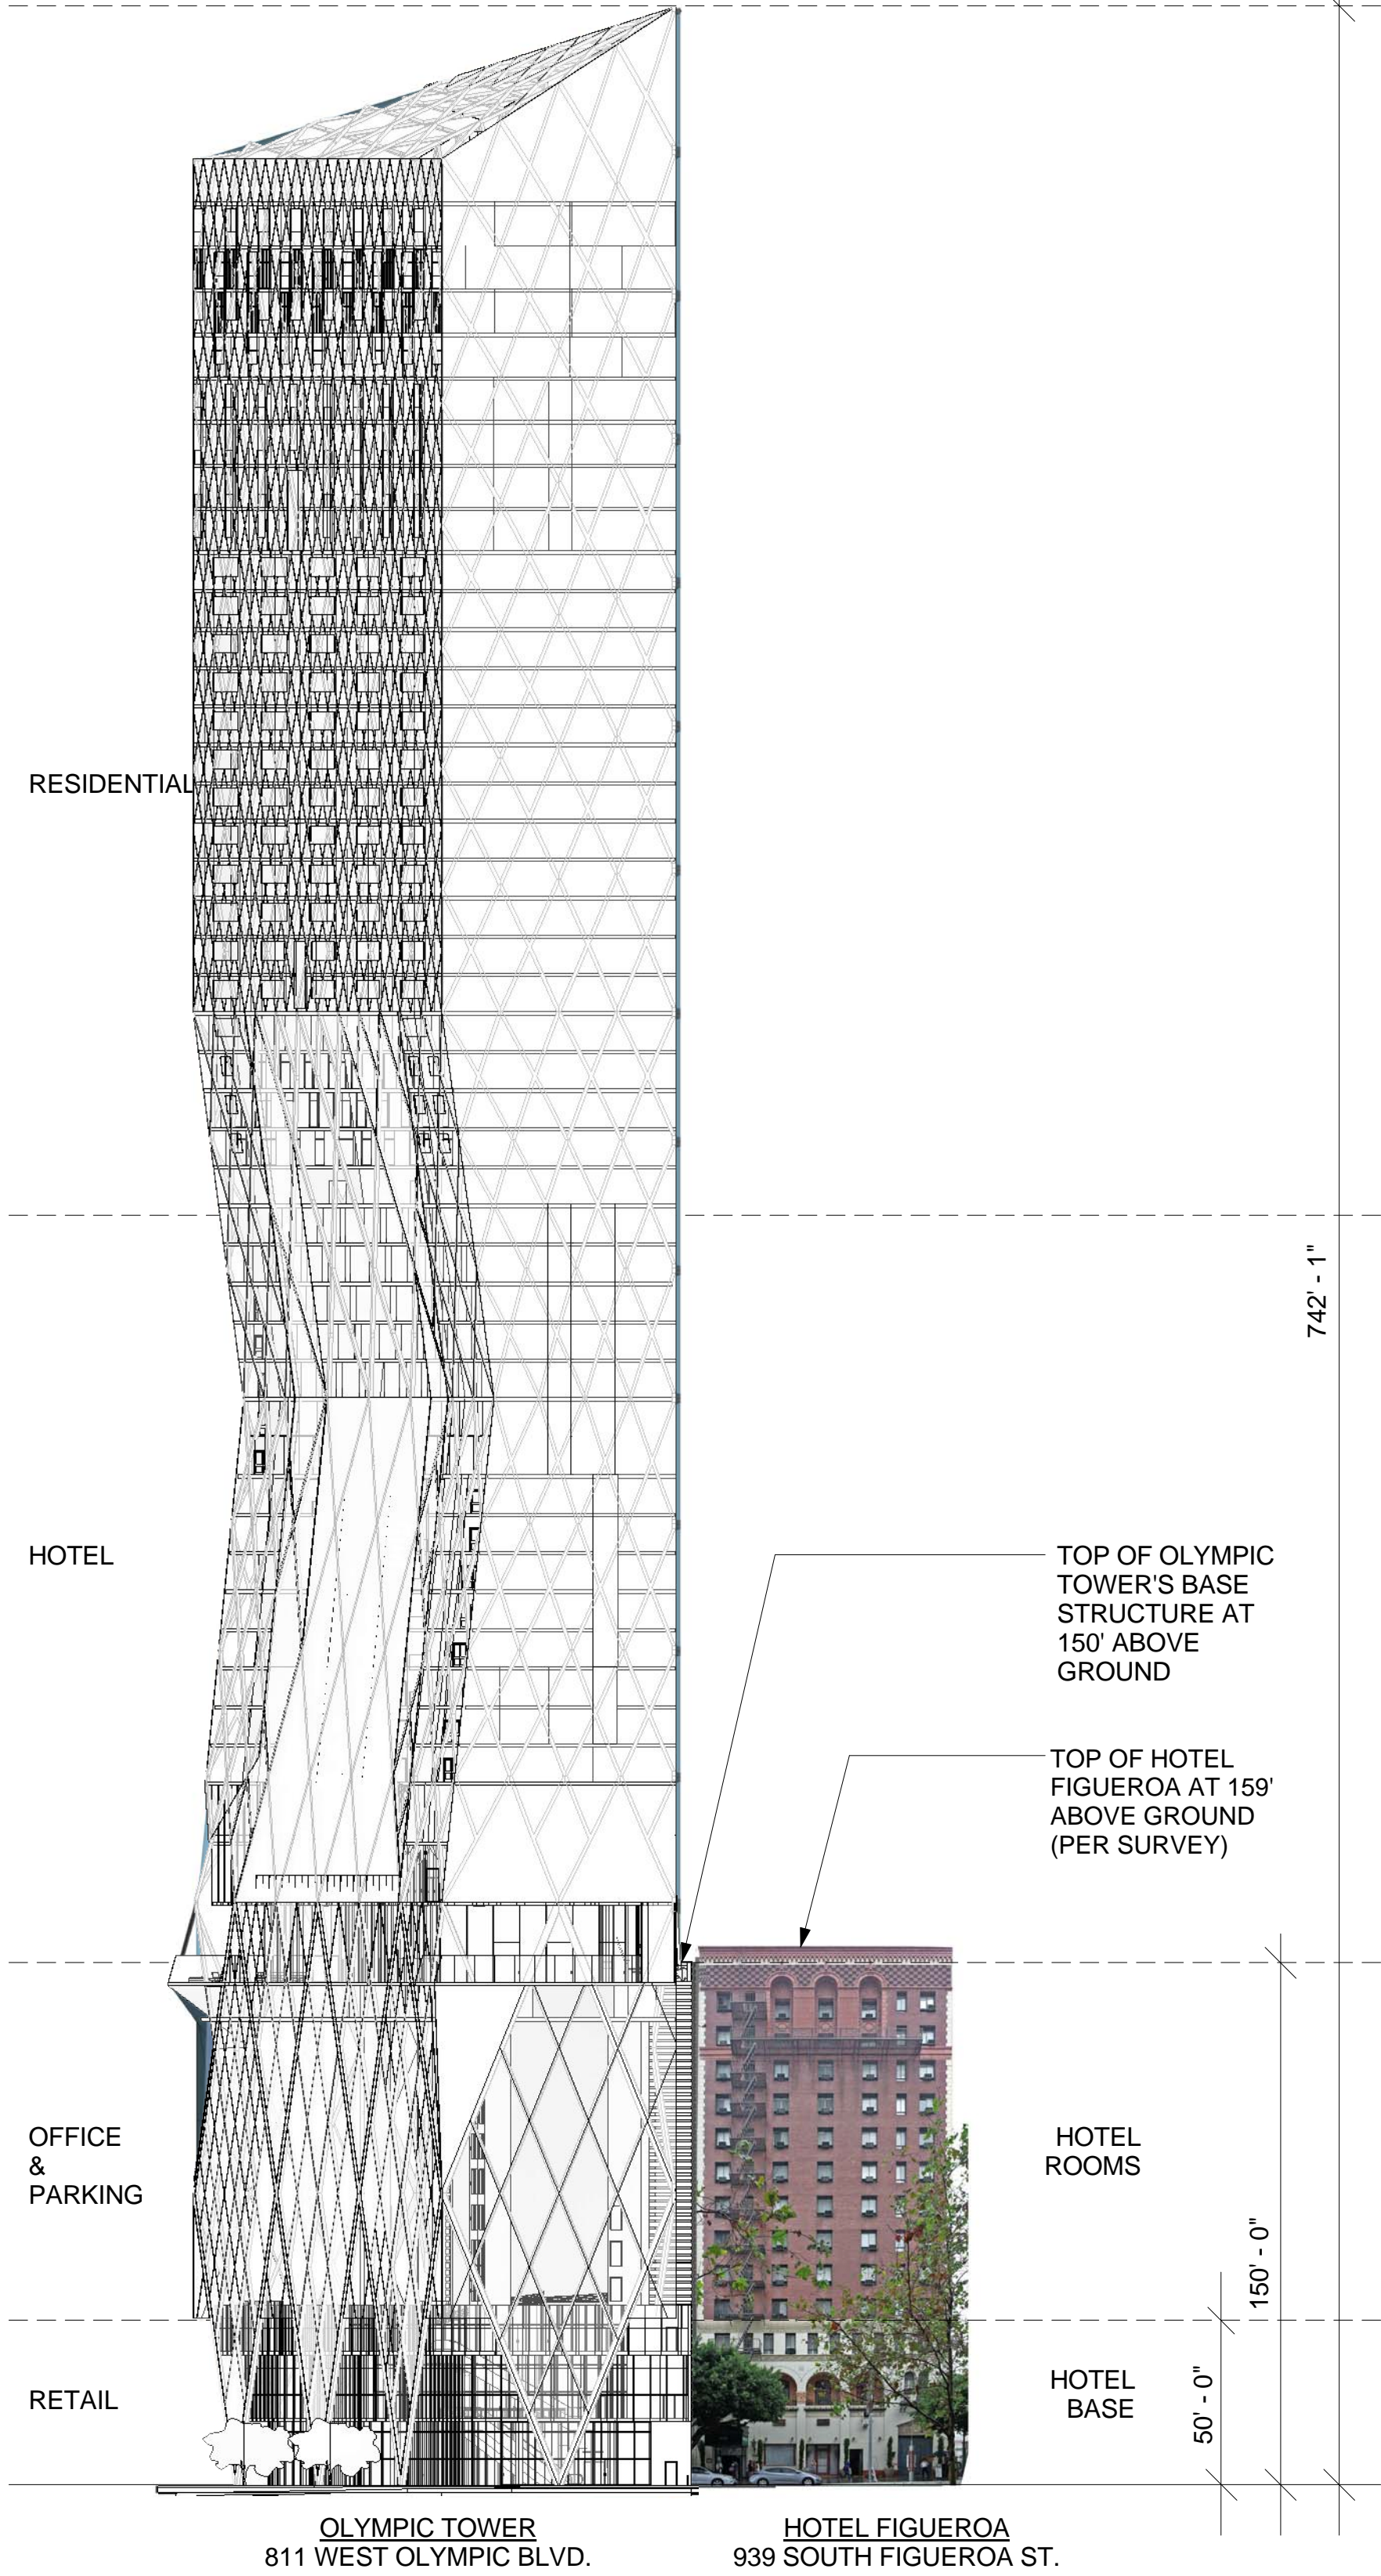 RESIDENTIAL
742' - 1"
HOTEL
TOP OF OLYMPIC
TOWER'S BASE
STRUCTURE AT
150' ABOVE
GROUND
TOP OF HOTEL
FIGUEROA AT 159'
ABOVE GROUND
(PER SURVEY)
OFFICE
&
PARKING
HOTEL
ROOMS
150' - 0"
RETAIL
HOTEL
BASE
50' - 0"
OLYMPIC TOWER
811 WEST OLYMPIC BLVD.
HOTEL FIGUEROA
939 SOUTH FIGUEROA ST.